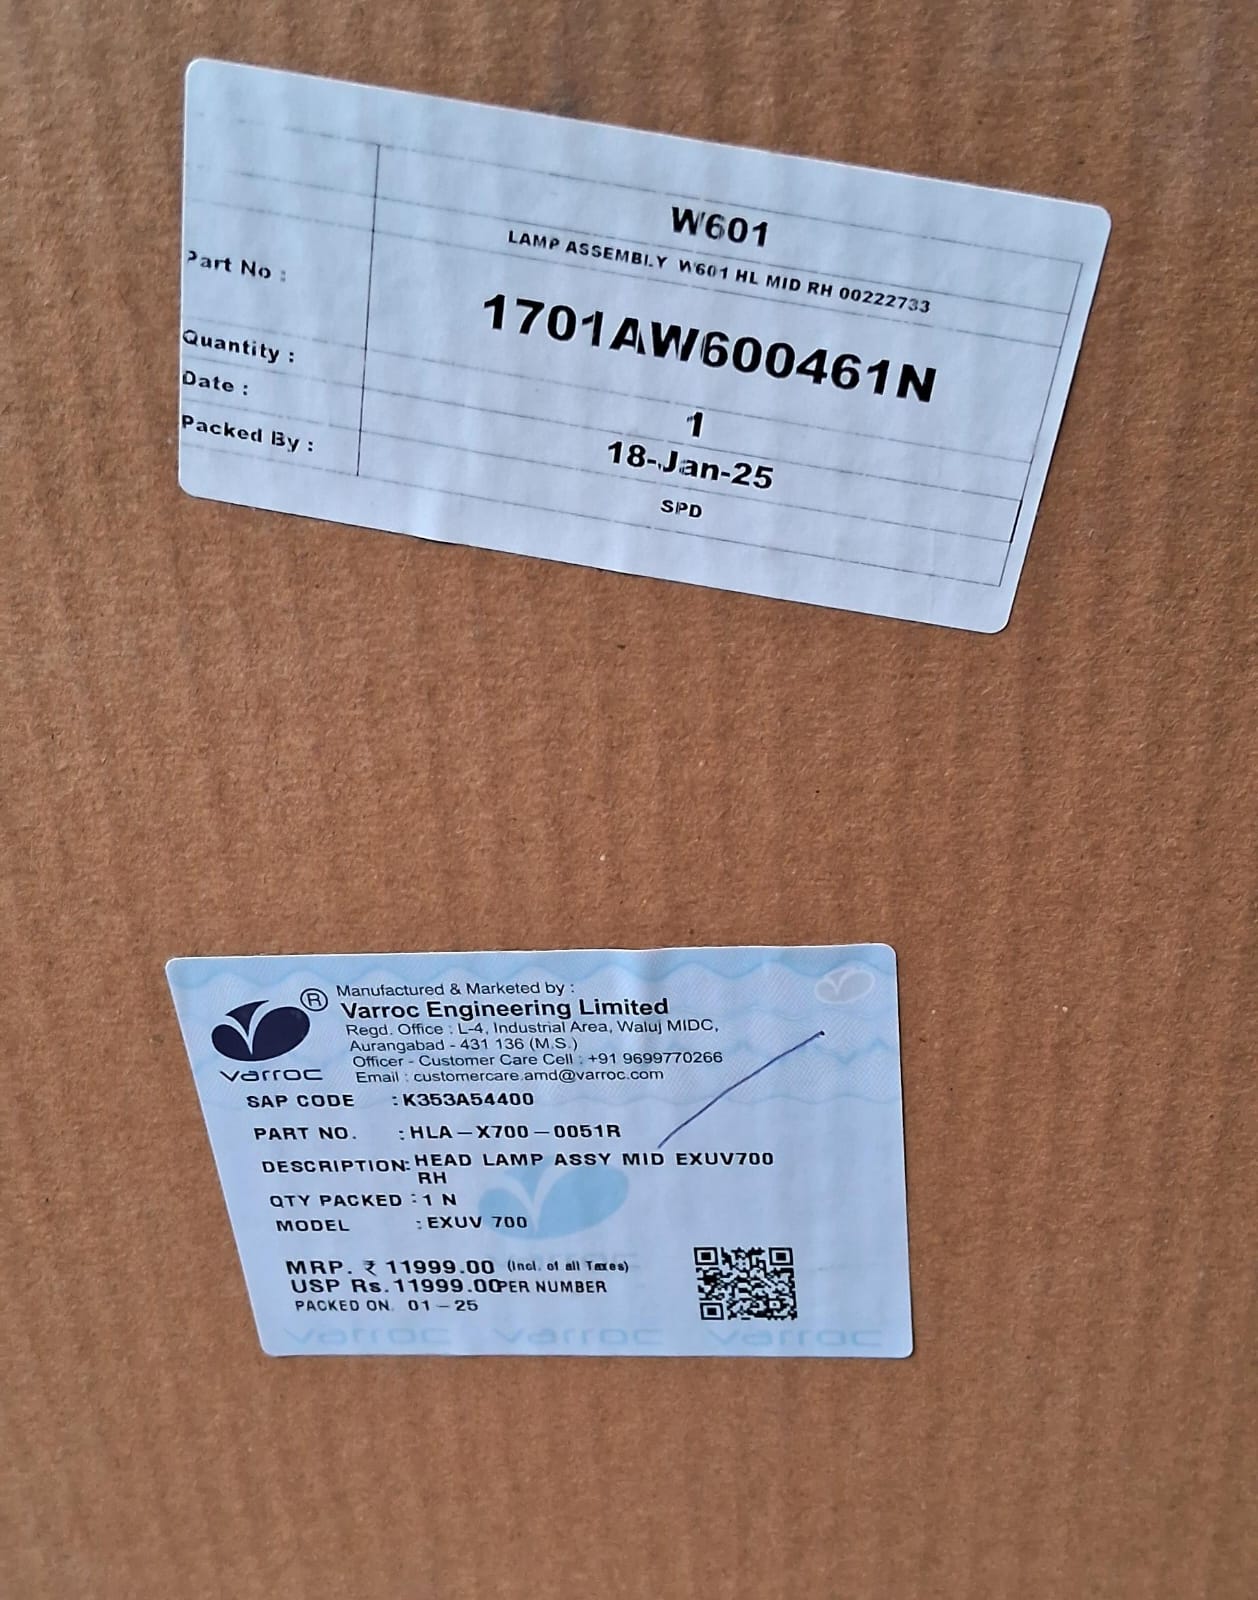 W601
LAMP ASSEMBLY W601 HL MID RH 00222733
Part No : 1701AW600461N
Quantity : 1
Date : 18-Jan-25
Packed By : SPD
Manufactured & Marketed by :
Varroc Engineering Limited
Regd. Office : L-4, Industrial Area, Waluj MIDC,
Aurangabad - 431 136 (M.S.)
Officer - Customer Care Cell : +91 9699770266
Email : customercare.amd@varroc.com
® varroc
SAP CODE : K353A54400
PART NO. : HLA-X700-0051R
DESCRIPTION: HEAD LAMP ASSY MID EXUV700
RH
QTY PACKED : 1 N
MODEL : EXUV 700
MRP. ₹ 11999.00 (Incl. of all Taxes)
USP Rs. 11999.00PER NUMBER
PACKED ON. 01-25
varroc varroc varroc